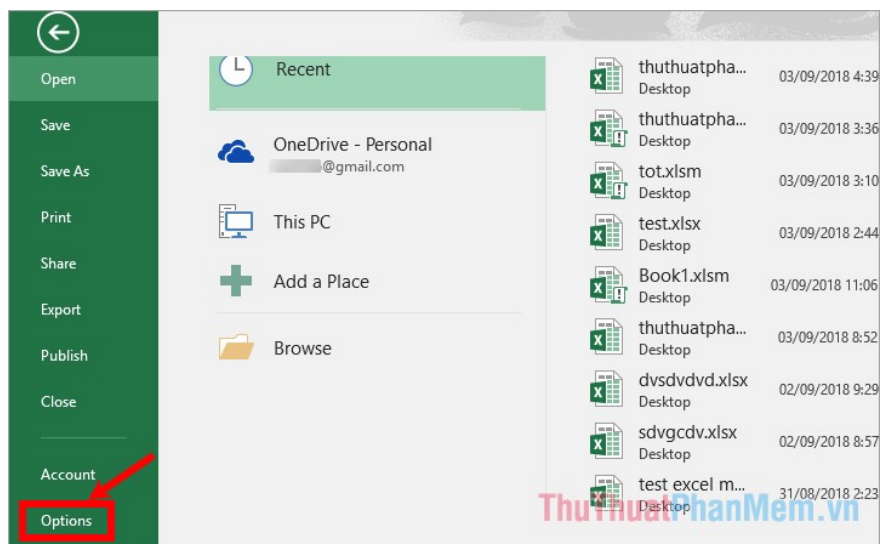 Open
Save
Save As
Print
Share
Export
Publish
Close
Account
Options
Recent
OneDrive - Personal
@gmail.com
This PC
Add a Place
Browse
thuthuatpha... 03/09/2018 4:39
Desktop
thuthuatpha... 03/09/2018 3:36
Desktop
tot.xlsm 03/09/2018 3:10
Desktop
test.xlsx 03/09/2018 2:44
Desktop
Book1.xlsm 03/09/2018 11:06
Desktop
thuthuatpha... 03/09/2018 8:52
Desktop
dvsdvdvd.xlsx 02/09/2018 9:29
Desktop
sdvgcdv.xlsx 02/09/2018 8:57
Desktop
test excel m... 31/08/2018 2:23
Desktop
ThuThuatPhanMem.vn